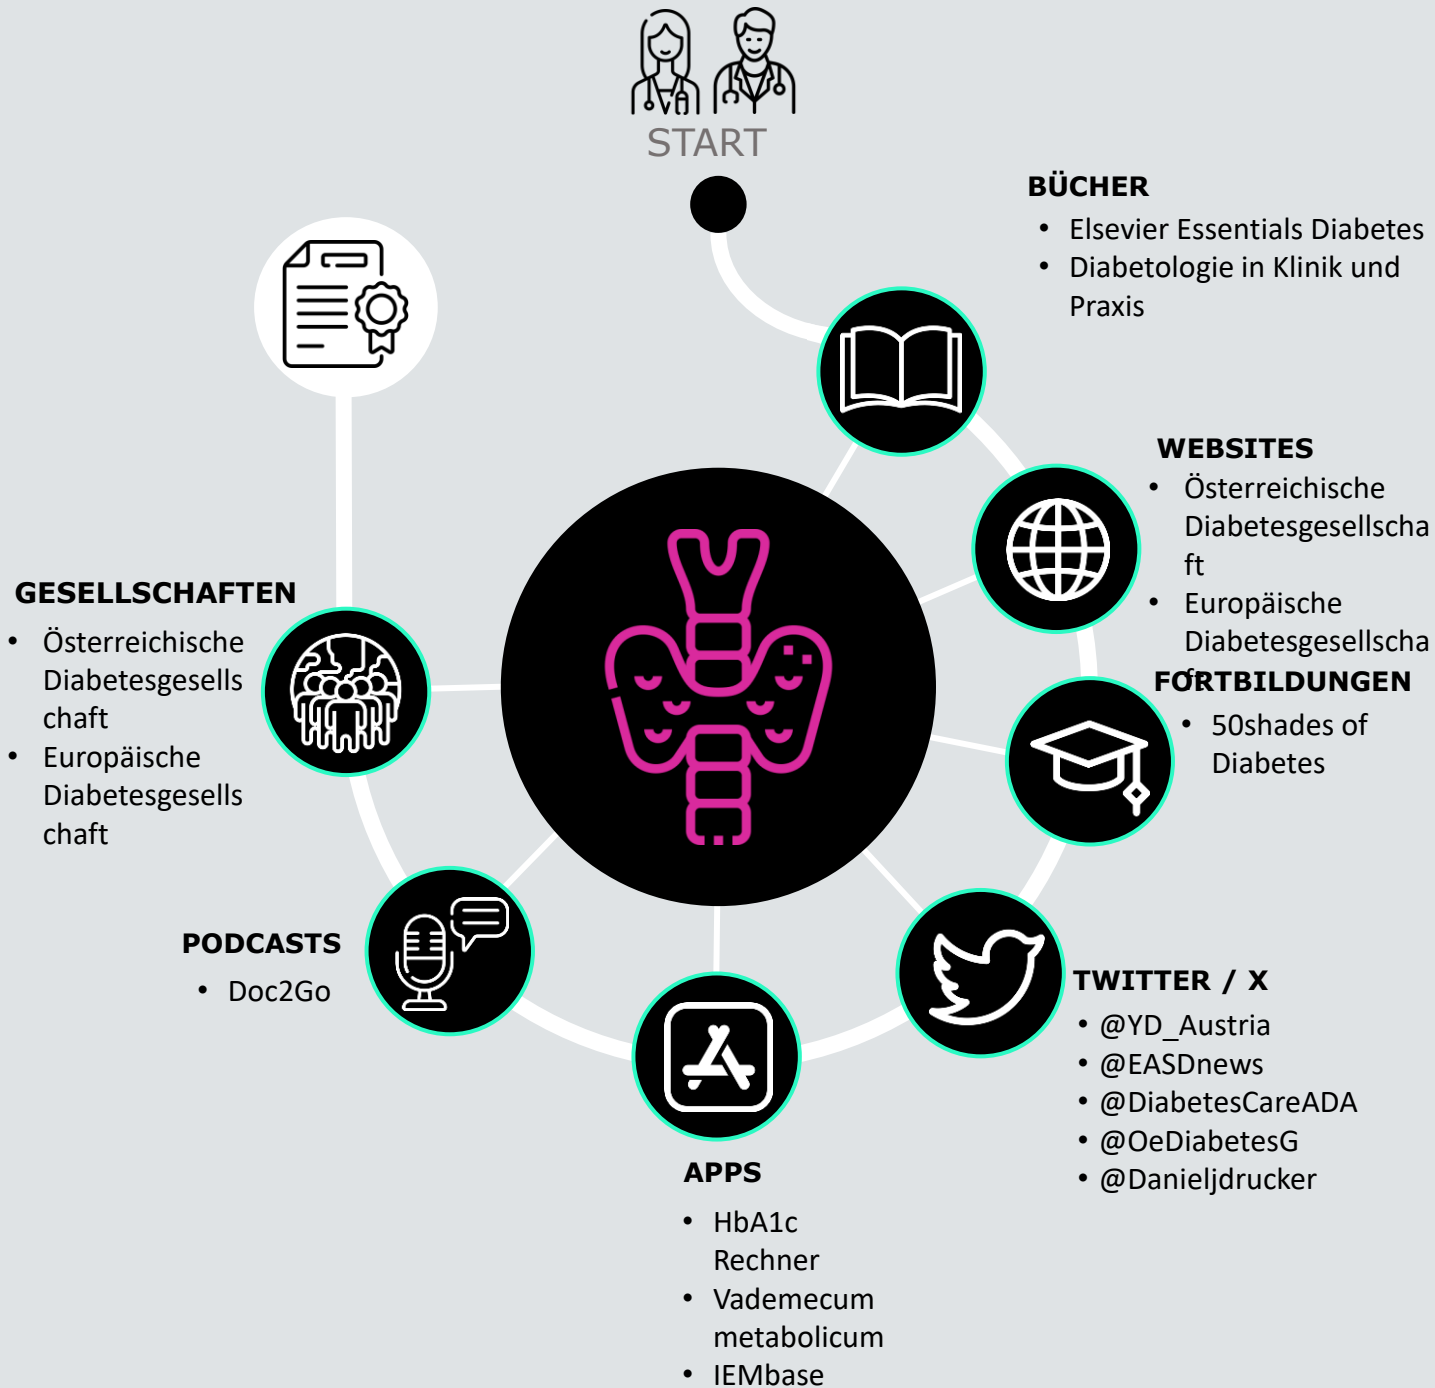 START
BÜCHER
• Elsevier Essentials Diabetes
• Diabetologie in Klinik und
Praxis
WEBSITES
• Österreichische
Diabetesgesellscha
ft
• Europäische
Diabetesgesellscha
ft
FORTBILDUNGEN
• 50shades of
Diabetes
TWITTER / X
• @YD_Austria
• @EASDnews
• @DiabetesCareADA
• @OeDiabetesG
• @Danieljdrucker
APPS
• HbA1c
Rechner
• Vademecum
metabolicum
• IEMbase
PODCASTS
• Doc2Go
GESELLSCHAFTEN
• Österreichische
Diabetesgesells
chaft
• Europäische
Diabetesgesells
chaft